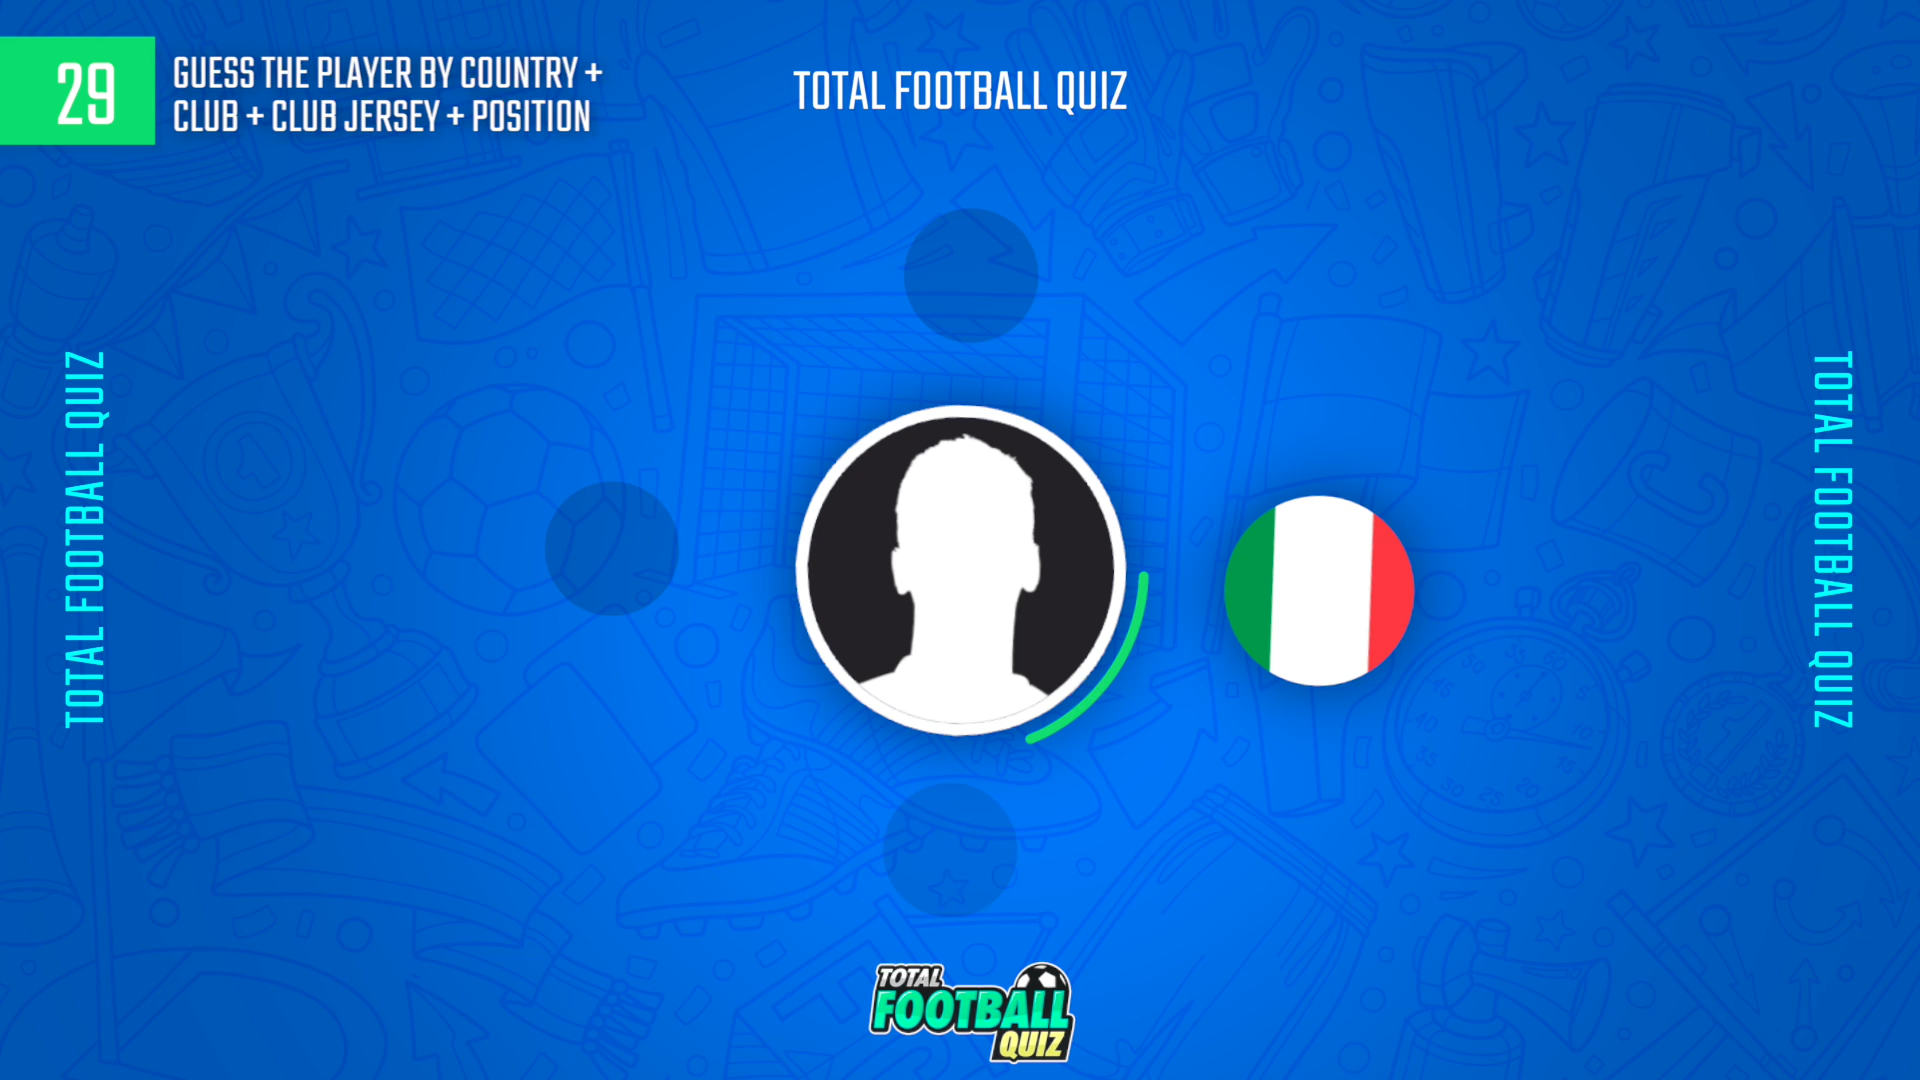 29
GUESS THE PLAYER BY COUNTRY +
CLUB + CLUB JERSEY + POSITION
TOTAL FOOTBALL QUIZ
TOTAL FOOTBALL QUIZ
TOTAL FOOTBALL QUIZ
TOTAL
FOOTBALL
QUIZ